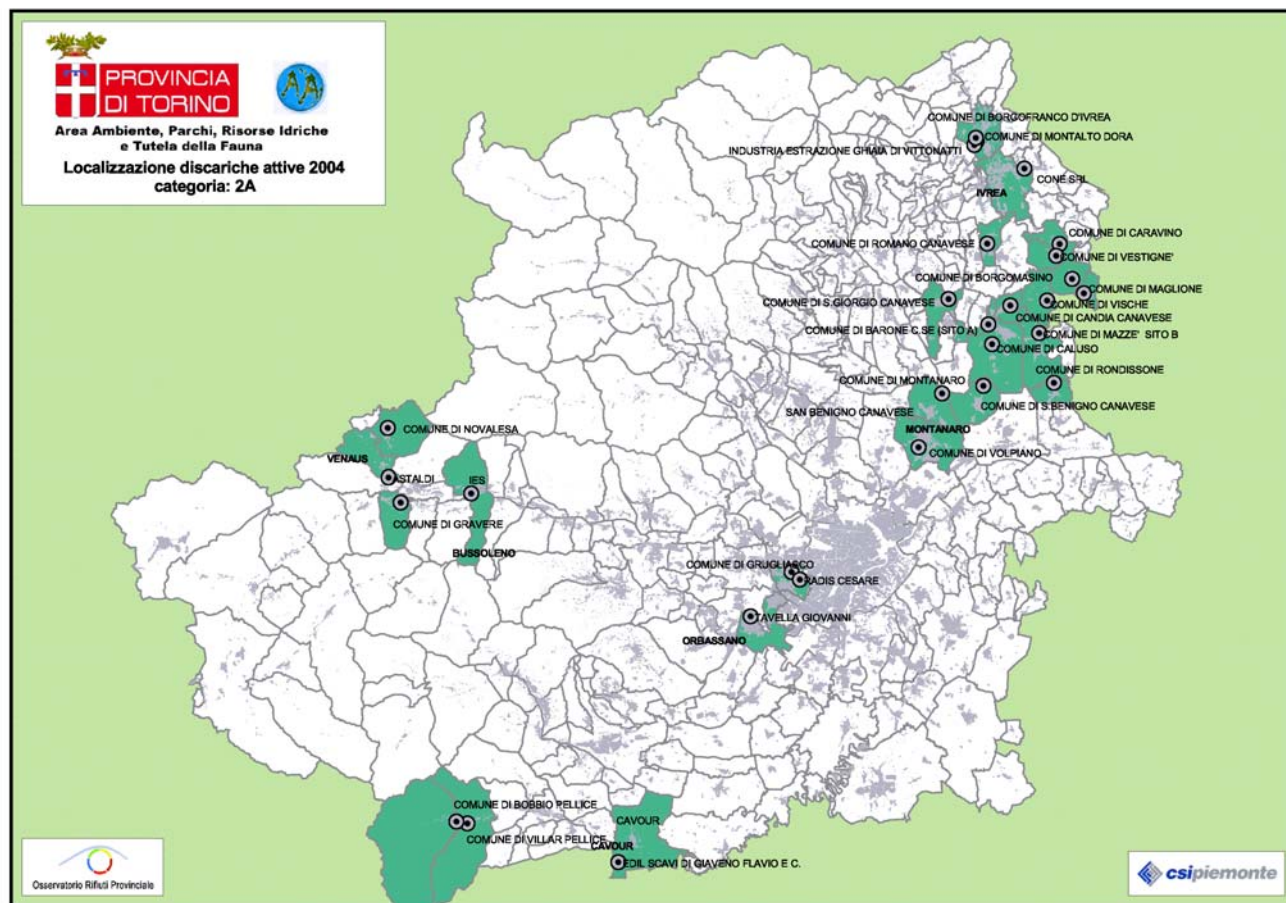 PROVINCIA
DI TORINO
Area Ambiente, Parchi, Risorse Idriche
e Tutela della Fauna
Localizzazione discariche attive 2004
categoria: 2A
COMUNE DI BORGOFRANCO D'IVREA
COMUNE DI MONTALTO DORA
INDUSTRIA ESTRAZIONE GHIAIA DI VITTONATTI
CONE SRL
IVREA
COMUNE DI ROMANO CANAVESE
COMUNE DI CARAVINO
COMUNE DI VESTIGNE'
COMUNE DI BORGOMASINO
COMUNE DI MAGLIONE
COMUNE DI S.GIORGIO CANAVESE
COMUNE DI VISCHE
COMUNE DI CANDIA CANAVESE
COMUNE DI BARONE C.SE (SITO A)
COMUNE DI MAZZE' SITO B
COMUNE DI CALUSO
COMUNE DI RONDISSONE
COMUNE DI MONTANARO
COMUNE DI S.BENIGNO CANAVESE
SAN BENIGNO CANAVESE
MONTANARO
COMUNE DI VOLPIANO
COMUNE DI NOVALESA
VENAUS
ASTALDI
IES
COMUNE DI GRAVERE
BUSSOLENO
COMUNE DI GRUGLIASCO
RADIS CESARE
TAVELLA GIOVANNI
ORBASSANO
COMUNE DI BOBBIO PELLICE
COMUNE DI VILLAR PELLICE
CAVOUR
CAVOUR
EDIL SCAVI DI GIAVENO FLAVIO E C.
Osservatorio Rifiuti Provinciale
csipiemonte